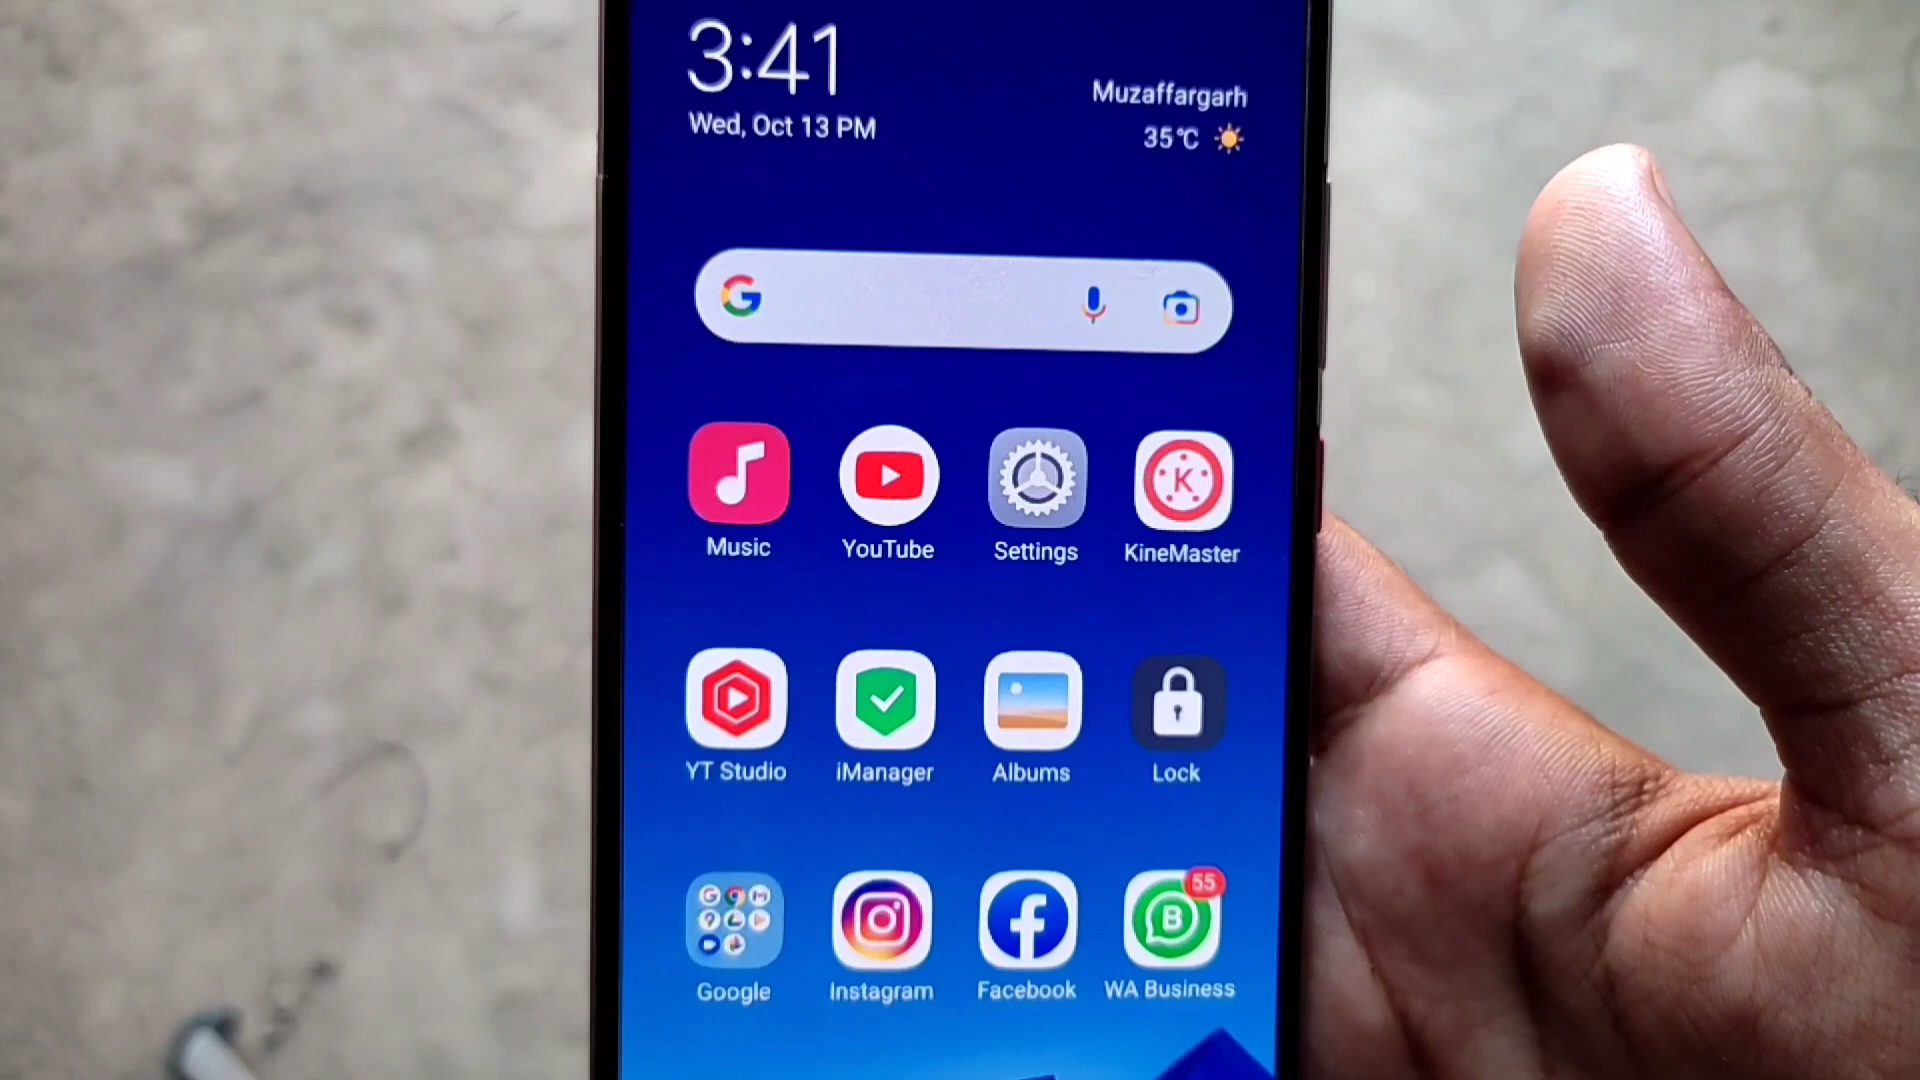 3:41
Wed, Oct 13 PM
Muzaffargarh
35°C
Music
YouTube
Settings
KineMaster
YT Studio
iManager
Albums
Lock
55
Google
Instagram
Facebook
WA Business